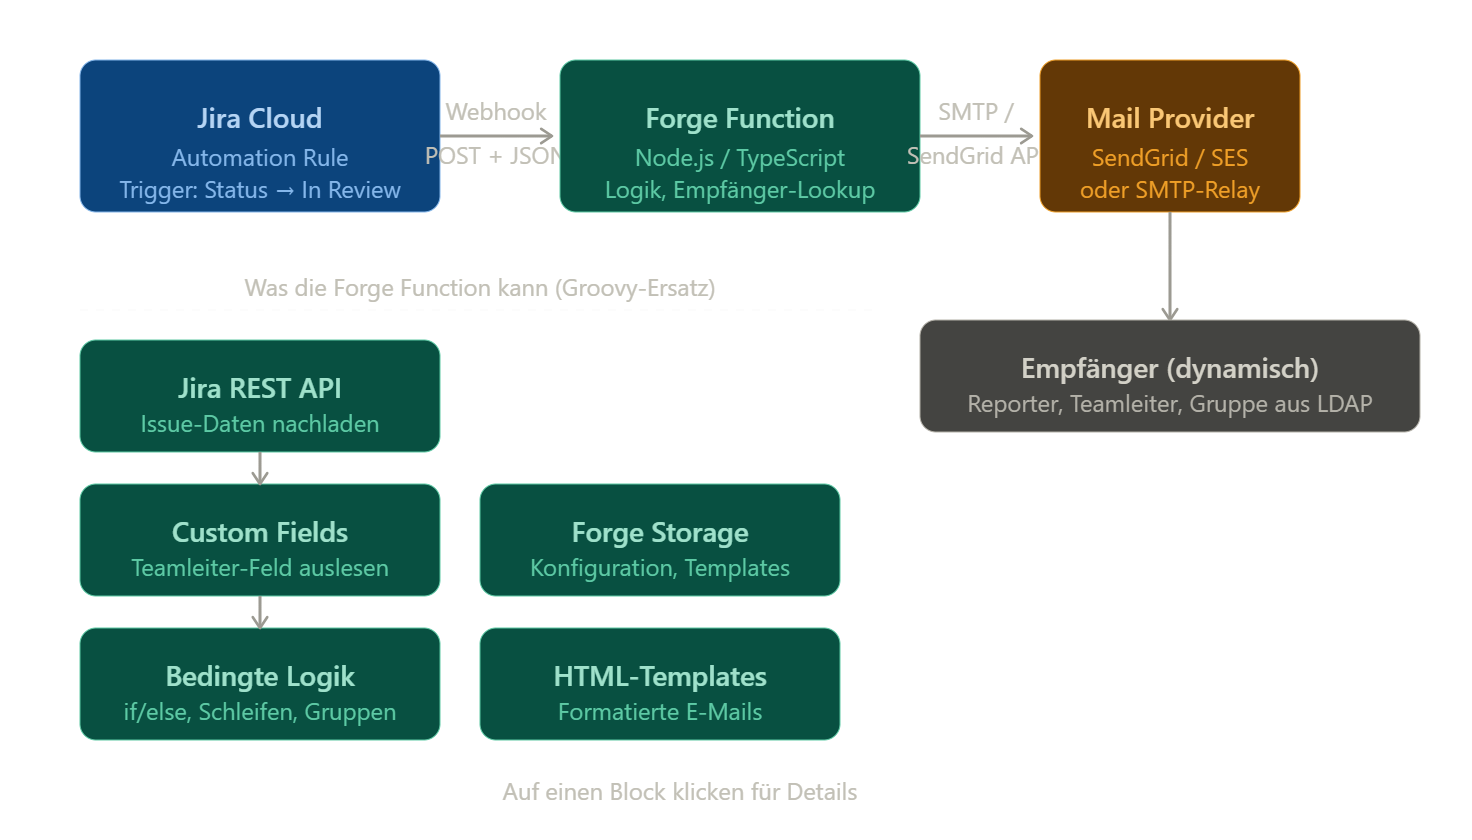 Jira Cloud
Automation Rule
Trigger: Status → In Review
Webhook
POST + JSON
Forge Function
Node.js / TypeScript
Logik, Empfänger-Lookup
SMTP /
SendGrid AP
Mail Provider
SendGrid / SES
oder SMTP-Relay
Was die Forge Function kann (Groovy-Ersatz)
Empfänger (dynamisch)
Reporter, Teamleiter, Gruppe aus LDAP
Jira REST API
Issue-Daten nachladen
Custom Fields
Teamleiter-Feld auslesen
Forge Storage
Konfiguration, Templates
Bedingte Logik
if/else, Schleifen, Gruppen
HTML-Templates
Formatierte E-Mails
Auf einen Block klicken für Details